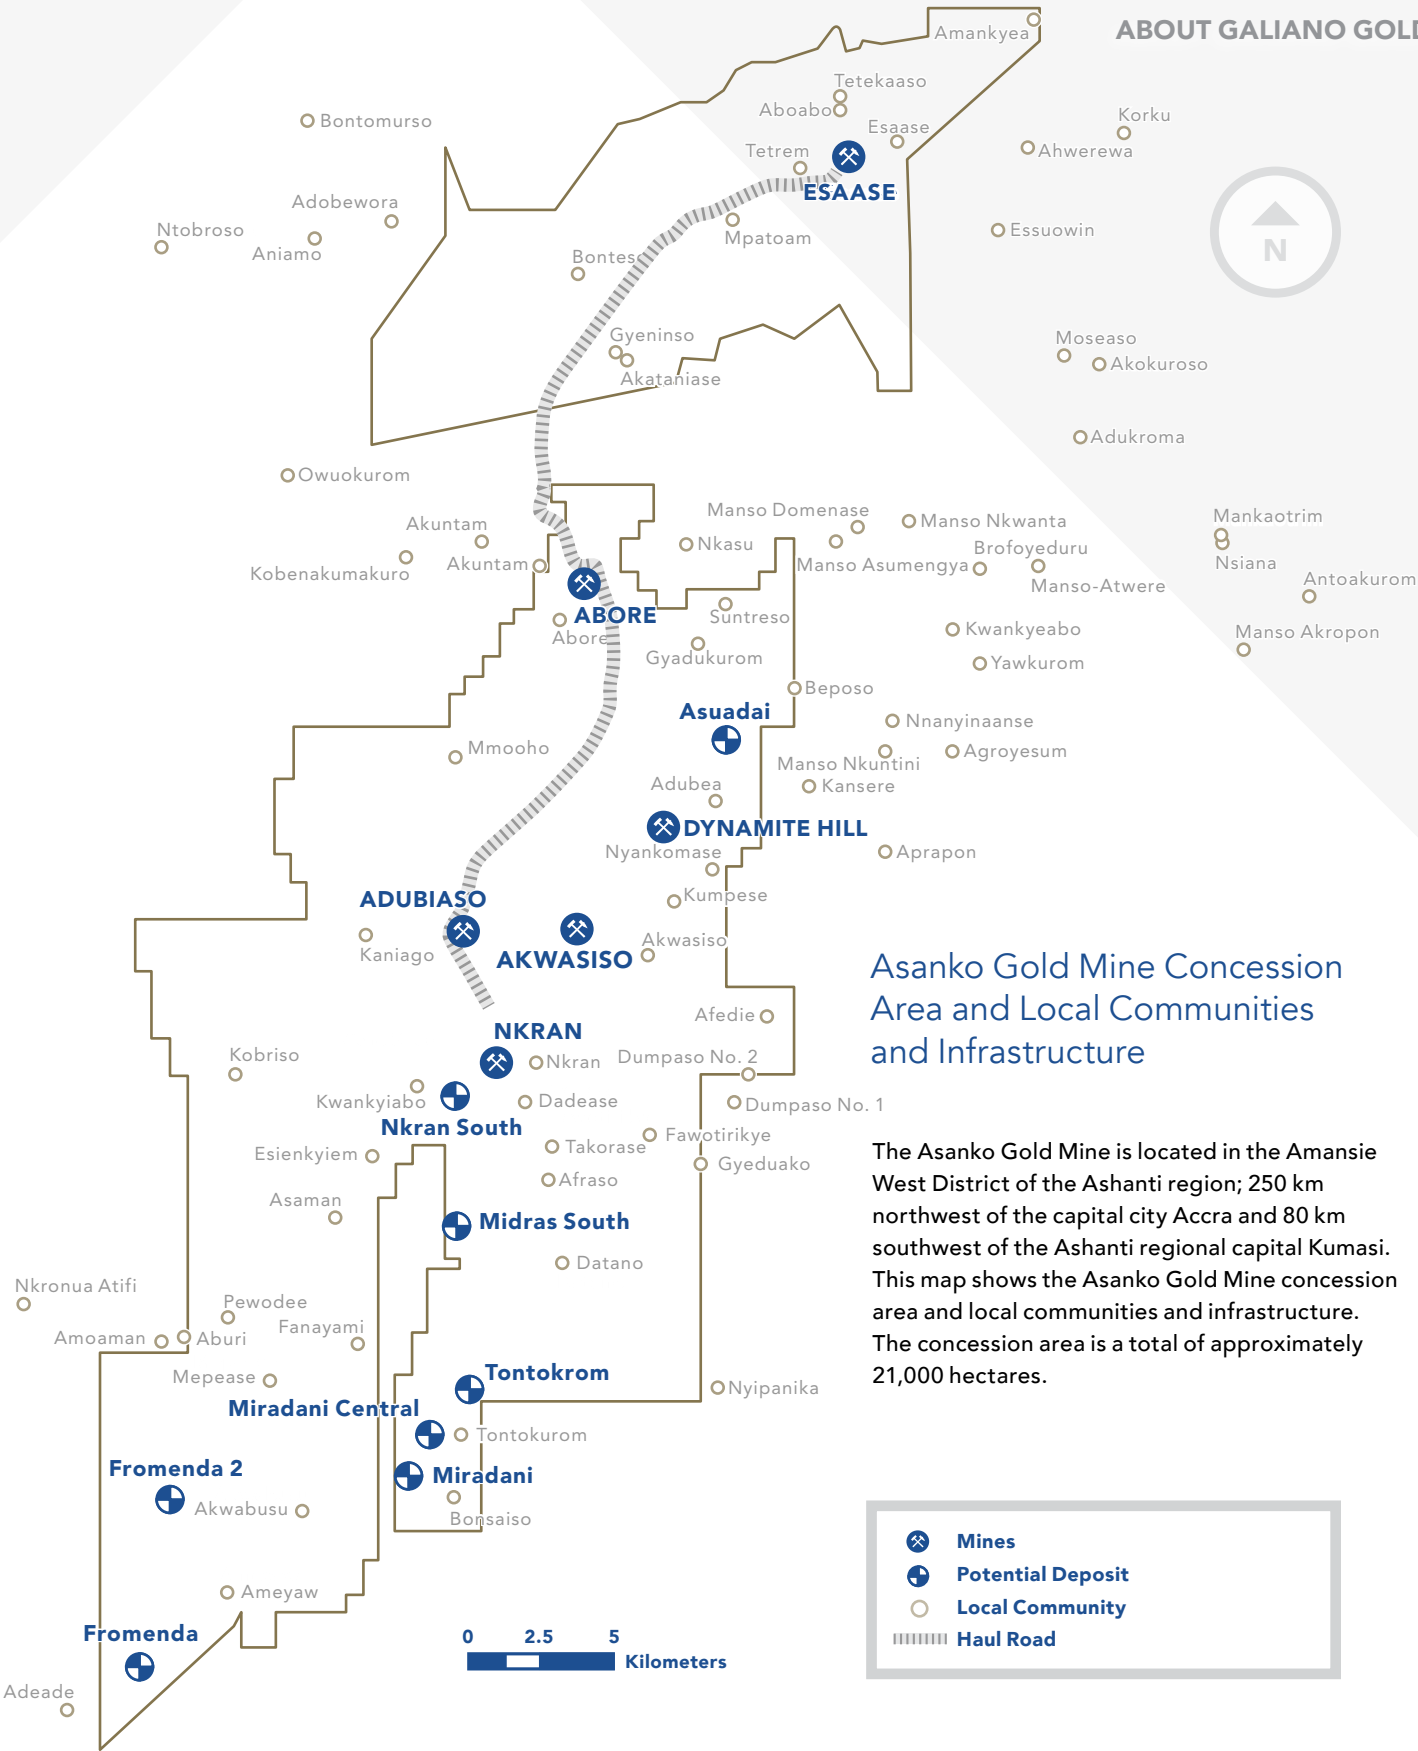 ABOUT GALIANO GOLD
Amankyea
Tetekaaso
Aboabo
Korku
Bontomurso
Esaase
Tetrem
Ahwerewa
ESAASE
Adobewora
Ntobroso
Aniamo
Mpatoam
Essuowin
N
Bonteso
Gyeninso
Moseaso
Akokuroso
Akataniase
Adukroma
Owuokurom
Manso Domenase
Akuntam
Manso Nkwanta
Mankaotrim
Nkasu
Brofoyeduru
Kobenakumakuro
Akuntam
Manso Asumengya
Nsiana
Manso-Atwere
Antoakurom
ABORE
Suntreso
Abore
Kwankyeabo
Manso Akropon
Gyadukurom
Yawkurom
Beposo
Asuadai
Nnanyinaanse
Mmooho
Agroyesum
Manso Nkuntini
Adubea
Kansere
DYNAMITE HILL
Nyankomase
Aprapon
ADUBIASO
Kumpese
Kaniago
AKWASISO
Akwasiso
Asanko Gold Mine Concession
Area and Local Communities
and Infrastructure
Afedie
NKRAN
Kobriso
Nkran
Dumpaso No. 2
Kwankyiabo
Dadease
Dumpaso No. 1
Nkran South
Fawotirikye
Esienkyiem
Takorase
Gyeduako
Afraso
Asaman
Midras South
Datano
The Asanko Gold Mine is located in the Amansie
West District of the Ashanti region; 250 km
northwest of the capital city Accra and 80 km
southwest of the Ashanti regional capital Kumasi.
This map shows the Asanko Gold Mine concession
area and local communities and infrastructure.
The concession area is a total of approximately
21,000 hectares.
Nkronua Atifi
Pewodee
Fanayami
Amoaman
Aburi
Mepease
Tontokrom
Nyipanika
Miradani Central
Tontokurom
Fromenda 2
Miradani
Akwabusu
Bonsaiso
Ameyaw
Fromenda
Adeade
0 2.5 5
Kilometers
Mines
Potential Deposit
Local Community
Haul Road